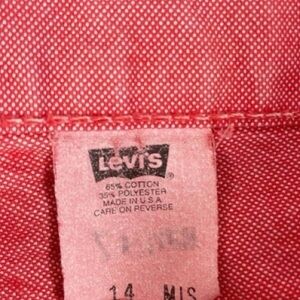 Levi's
®
65% COTTON
35% POLYESTER
MADE IN U.S.A
CARE ON REVERSE
14 MIS